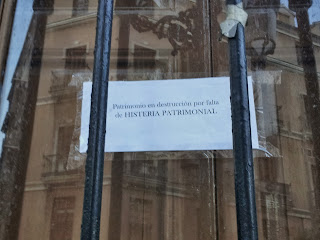 Patrimonio en destrucción por falta
de HISTERIA PATRIMONIAL